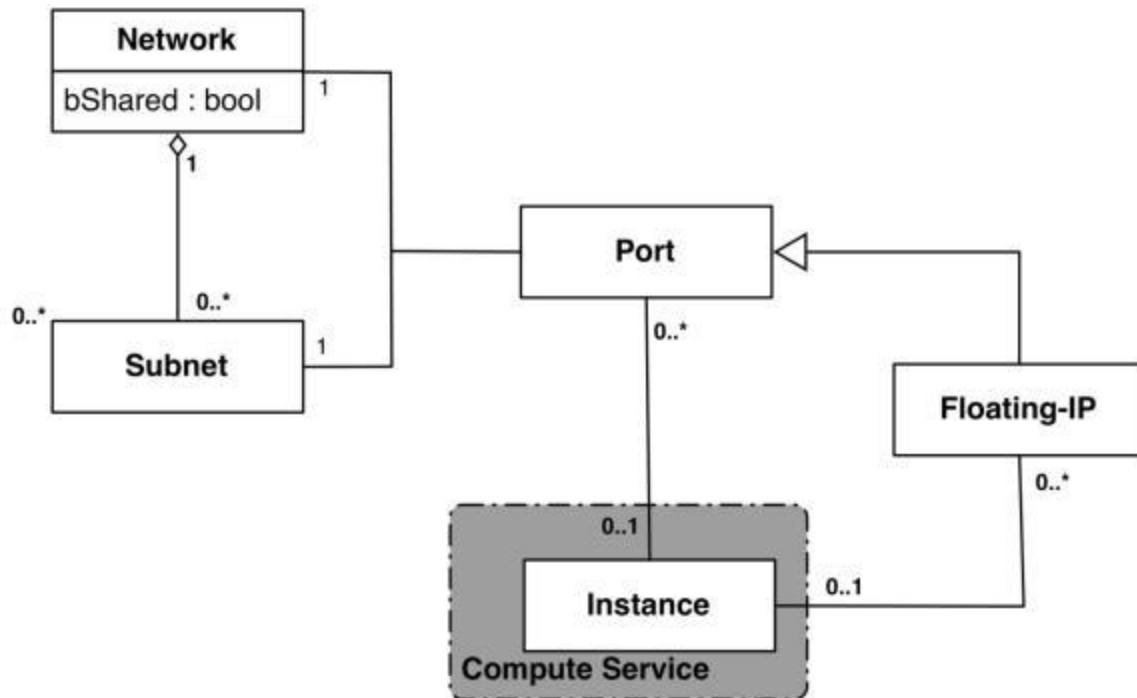 Network
bShared : bool
1
1
Port
0..*
0..*
0..*
Subnet
1
Floating-IP
0..*
0..1
0..1
Instance
Compute Service